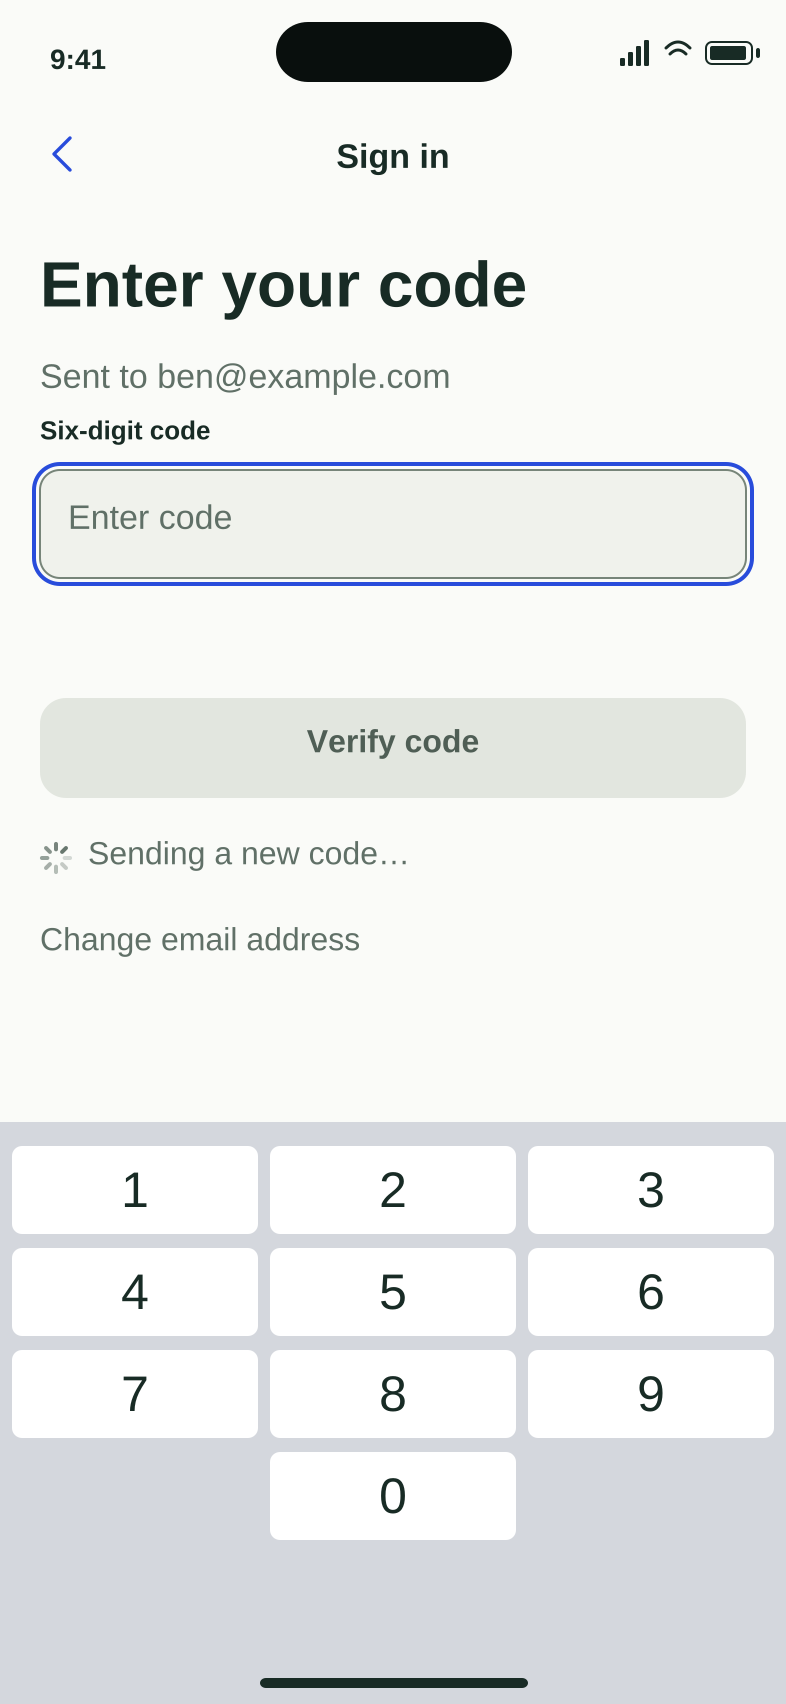 9:41
Sign in
Enter your code
Sent to ben@example.com
Six-digit code
Enter code
Verify code
Sending a new code…
Change email address
1 2 3
4 5 6
7 8 9
0